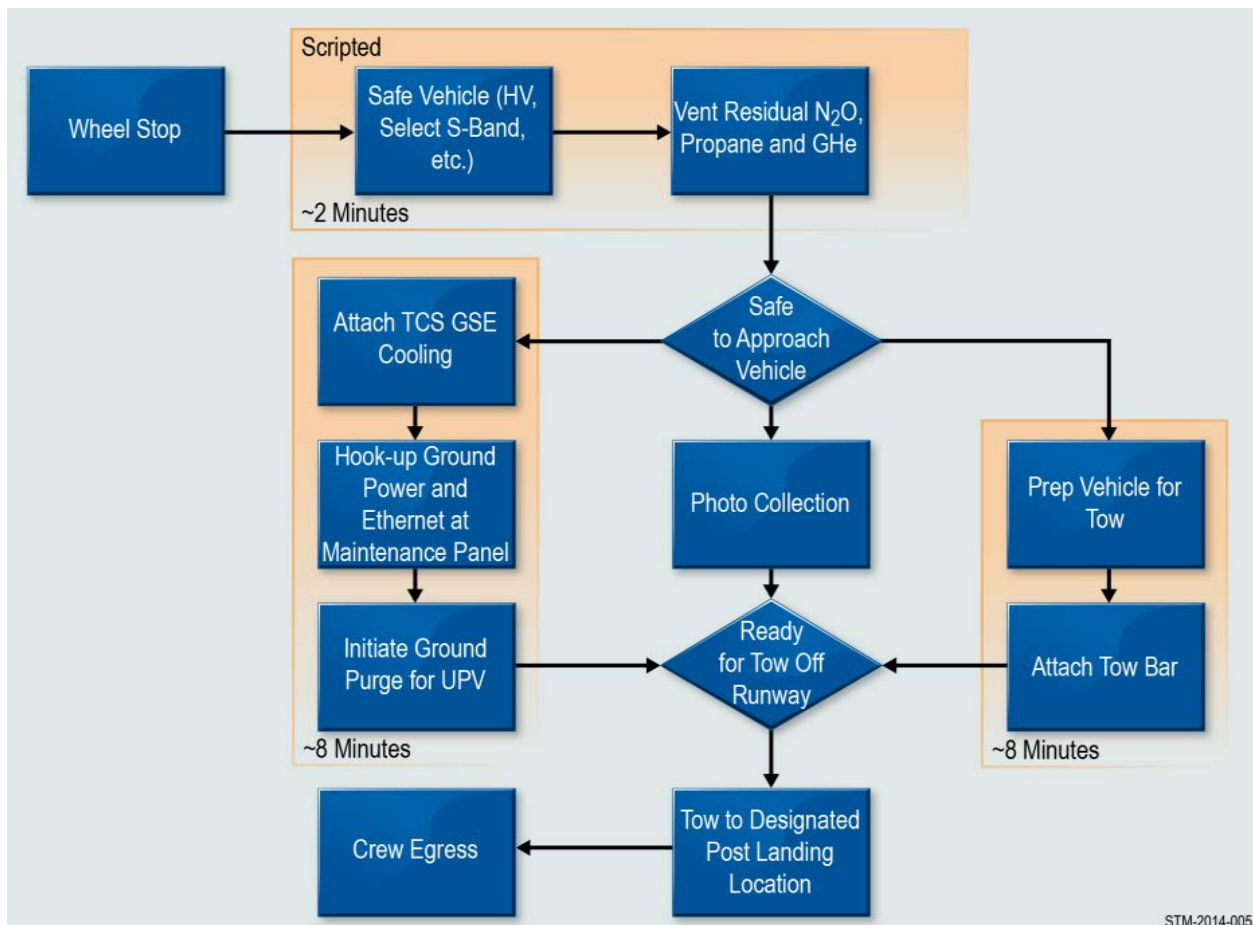 Scripted
Wheel Stop
Safe Vehicle (HV,
Select S-Band,
etc.)
Vent Residual N₂O,
Propane and GHe
~2 Minutes
Safe
to Approach
Vehicle
Attach TCS GSE
Cooling
Hook-up Ground
Power and
Ethernet at
Maintenance Panel
Initiate Ground
Purge for UPV
~8 Minutes
Photo Collection
Prep Vehicle for
Tow
Attach Tow Bar
~8 Minutes
Ready
for Tow Off
Runway
Tow to Designated
Post Landing
Location
Crew Egress
STM-2014-005